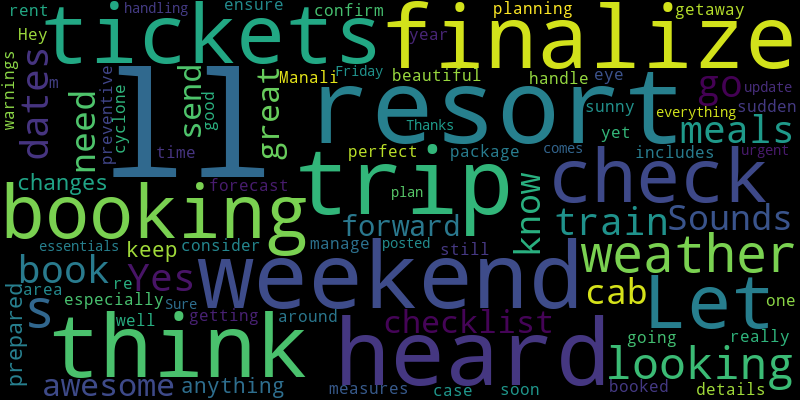 rent handling ensure confirm planning getaway
Hey tickets finalize
year
warnings dates m need preventive cyclone ll send good great Manali Friday beautiful handle eye go update
resort sunny sudden
everything
Thanks yet meals
time perfect package comes includes urgent
changes forecast trip plan know check
booking forward train Sounds
essentials keep consider manage posted still weather
book Yes weekend cab Let
prepared area s re especially getting around one
well Sure think heard checklist going really
looking
awesome anything measures case soon booked details